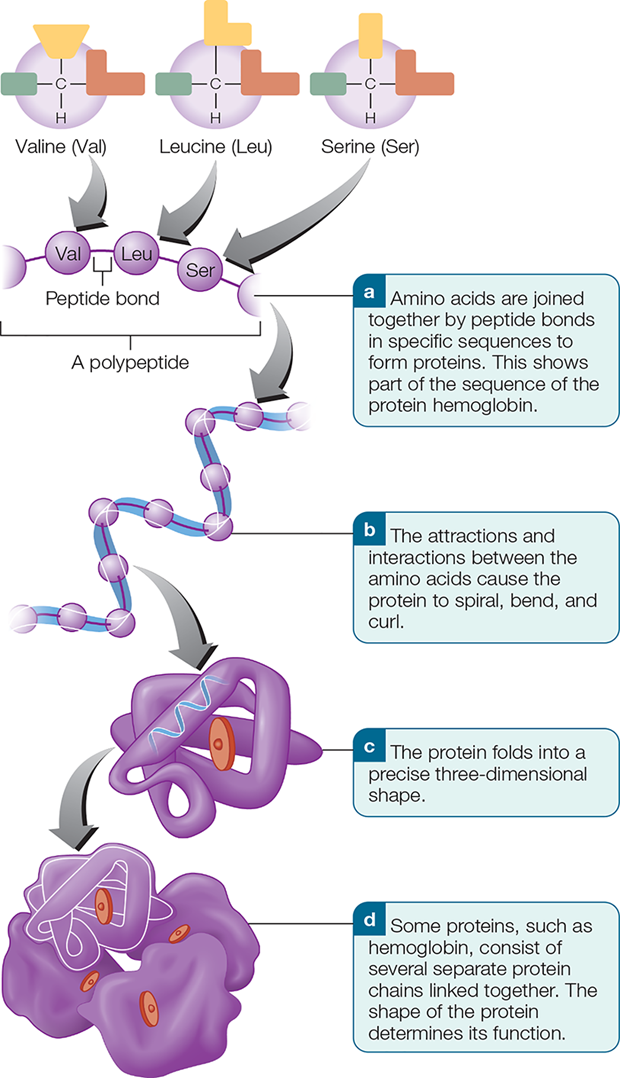 C
H
C
H
C
H
Valine (Val)
Leucine (Leu)
Serine (Ser)
Val
Leu
Ser
Peptide bond
A polypeptide
a Amino acids are joined
together by peptide bonds
in specific sequences to
form proteins. This shows
part of the sequence of the
protein hemoglobin.
b The attractions and
interactions between the
amino acids cause the
protein to spiral, bend, and
curl.
c The protein folds into a
precise three-dimensional
shape.
d Some proteins, such as
hemoglobin, consist of
several separate protein
chains linked together. The
shape of the protein
determines its function.